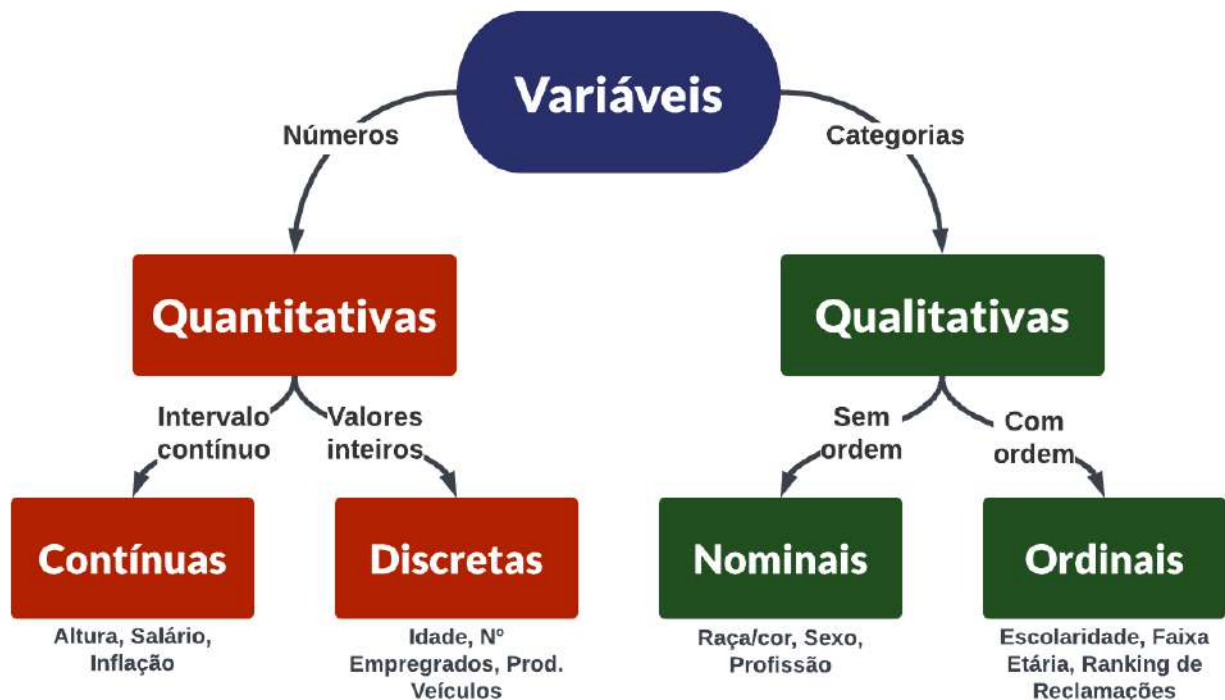 Variáveis
Números
Categorias
Quantitativas
Qualitativas
Intervalo
contínuo
Valores
inteiros
Sem
ordem
Com
ordem
Contínuas
Discretas
Nominais
Ordinais
Altura, Salário,
Inflação
Idade, Nº
Empregrados, Prod.
Veículos
Raça/cor, Sexo,
Profissão
Escolaridade, Faixa
Etária, Ranking de
Reclamações